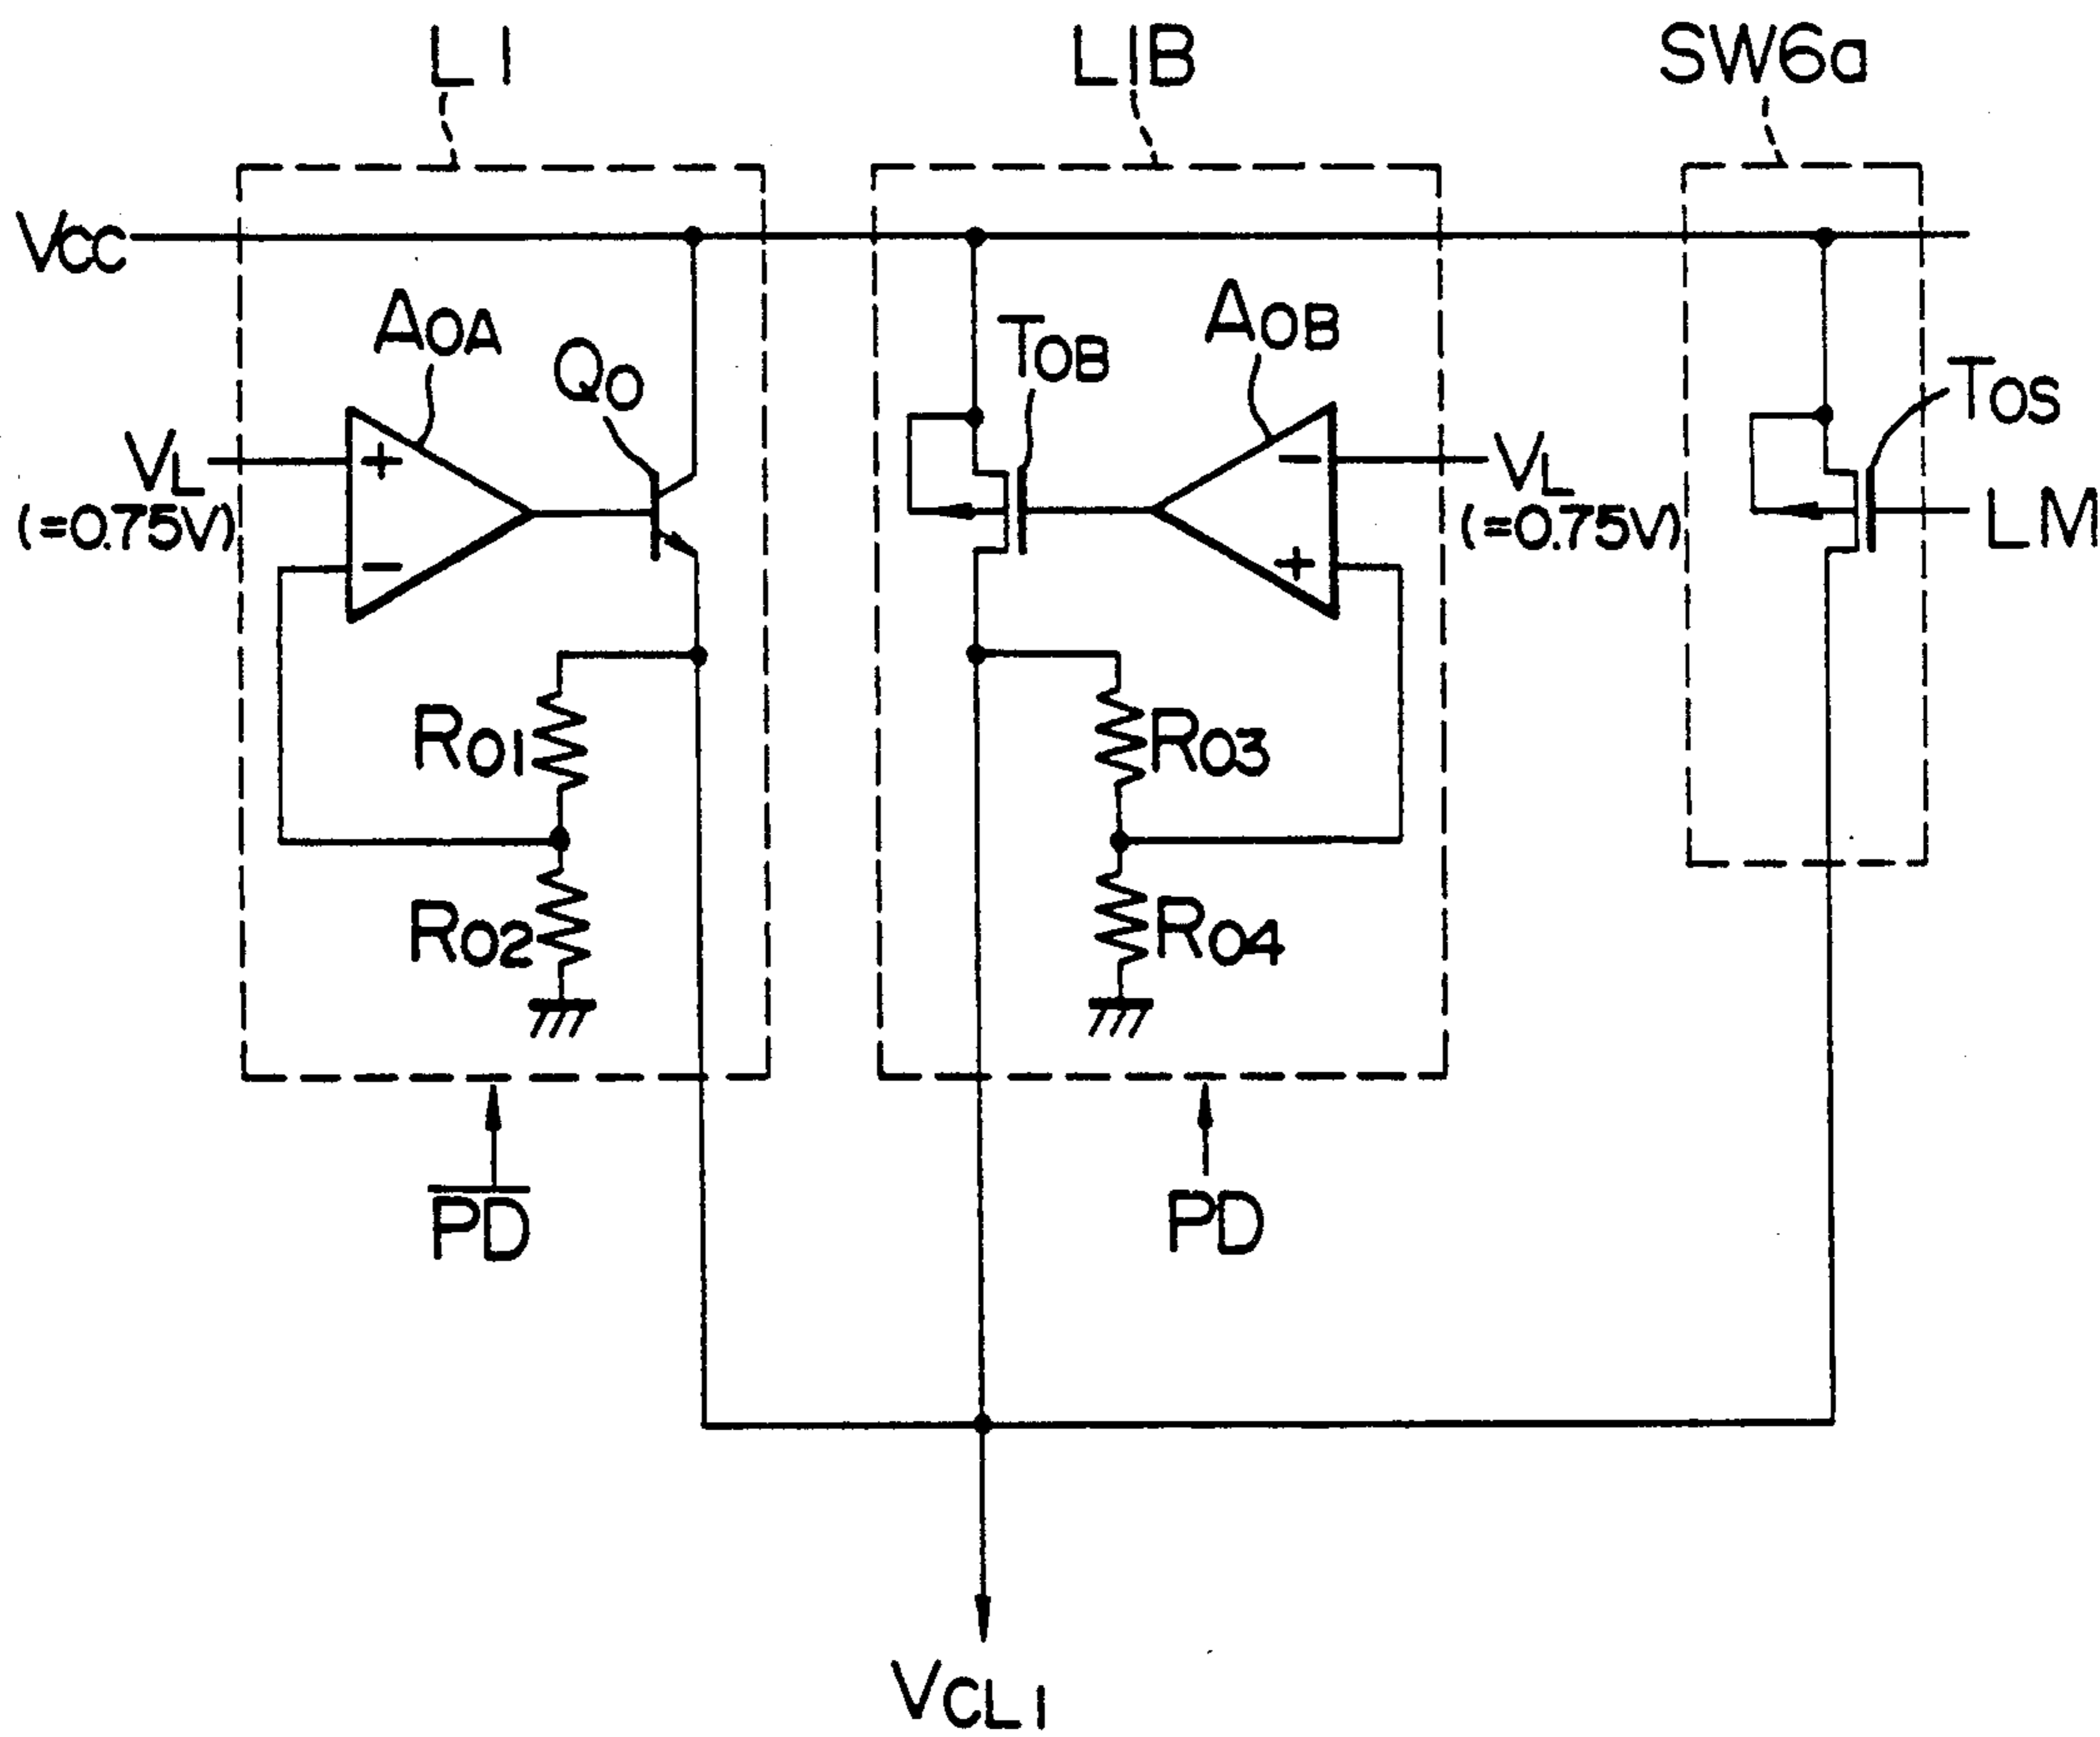 L1
L1B
SW6a
VCC
A0A
Q0
T0B
A0B
T0S
VL
(=0.75V)
+
−
−
+
VL
(=0.75V)
LM
R01
R02
R03
R04
PD
PD
VCL1